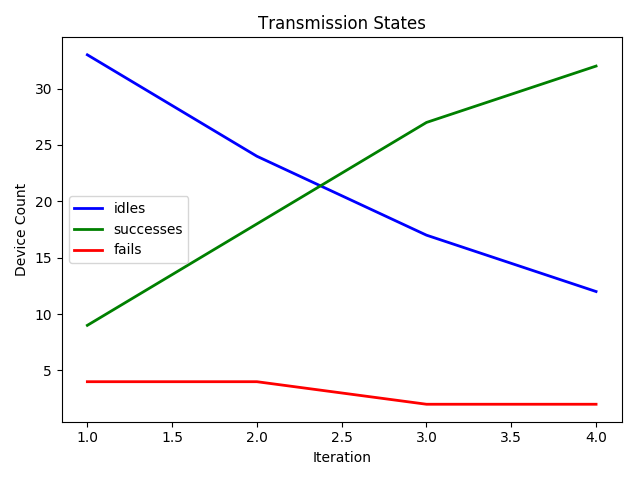 Transmission States
Device Count
30
25
20
15
10
5
idles
successes
fails
1.0 1.5 2.0 2.5 3.0 3.5 4.0
Iteration